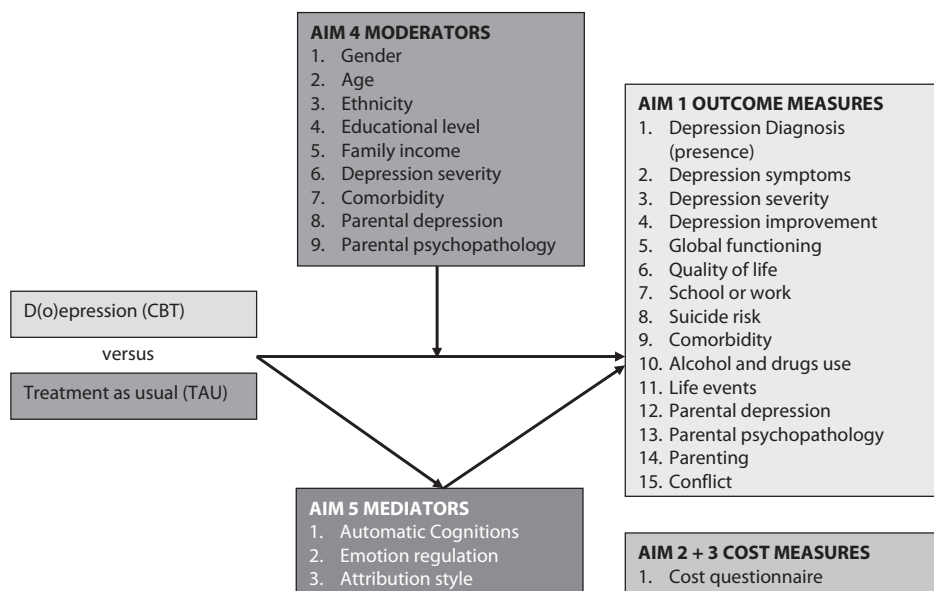 AIM 4 MODERATORS
1. Gender
2. Age
3. Ethnicity
4. Educational level
5. Family income
6. Depression severity
7. Comorbidity
8. Parental depression
9. Parental psychopathology
D(o)epression (CBT)
versus
Treatment as usual (TAU)
AIM 1 OUTCOME MEASURES
1. Depression Diagnosis
(presence)
2. Depression symptoms
3. Depression severity
4. Depression improvement
5. Global functioning
6. Quality of life
7. School or work
8. Suicide risk
9. Comorbidity
10. Alcohol and drugs use
11. Life events
12. Parental depression
13. Parental psychopathology
14. Parenting
15. Conflict
AIM 5 MEDIATORS
1. Automatic Cognitions
2. Emotion regulation
3. Attribution style
AIM 2 + 3 COST MEASURES
1. Cost questionnaire